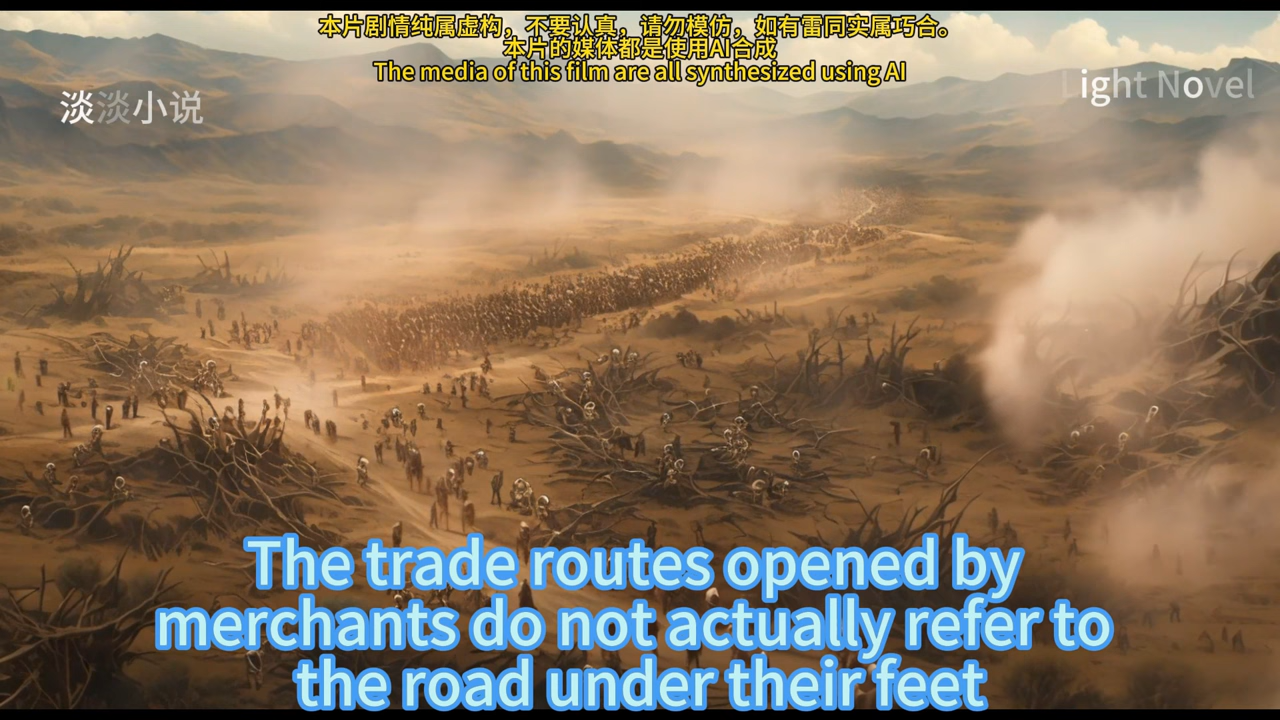 本片剧情纯属虚构，不要认真，请勿模仿，如有雷同实属巧合。
本片的媒体都是使用AI合成
The media of this film are all synthesized using AI
淡淡小说
Light Novel
The trade routes opened by
merchants do not actually refer to
the road under their feet